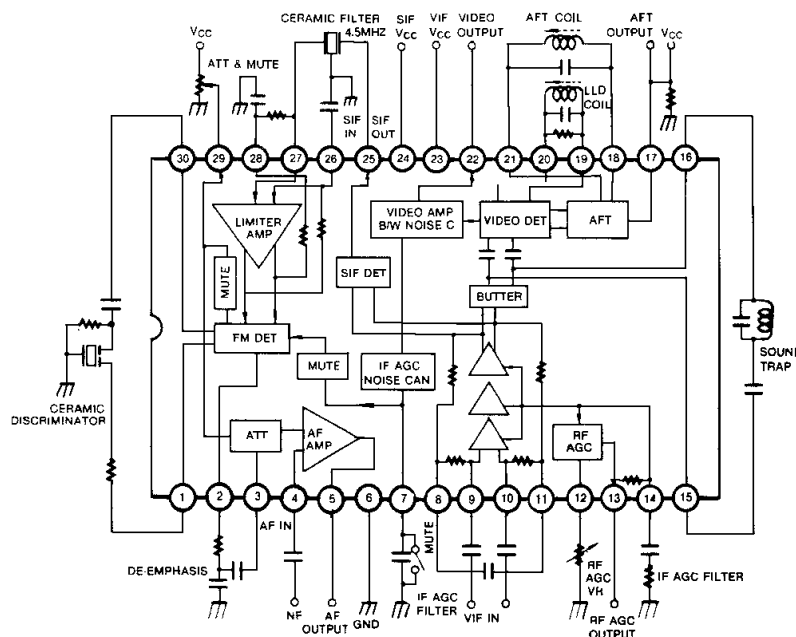 CERAMIC FILTER
4.5MHZ
SIF
VCC
VIF
VCC
VIDEO
OUTPUT
AFT COIL
AFT
OUTPUT
VCC
VCC
ATT & MUTE
LLD
COIL
SIF
IN
SIF
OUT
30
29
28
27
26
25
24
23
22
21
20
19
18
17
16
LIMITER
AMP
VIDEO AMP
B/W NOISE C
VIDEO DET
AFT
MUTE
SIF DET
BUTTER
FM DET
MUTE
IF AGC
NOISE CAN
SOUND
TRAP
CERAMIC
DISCRIMINATOR
ATT
AF
AMP
RF
AGC
1
2
3
4
5
6
7
8
9
10
11
12
13
14
15
AF IN
MUTE
DE-EMPHASIS
NF
AF
OUTPUT
GND
IF AGC
FILTER
VIF IN
RF
AGC
VR
RF AGC
OUTPUT
IF AGC FILTER